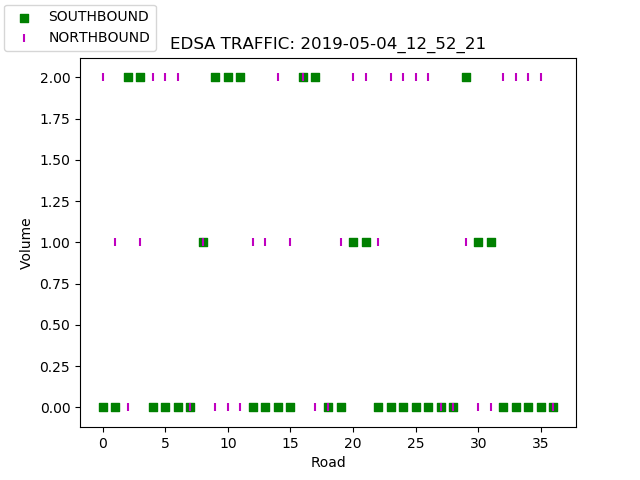 SOUTHBOUND
NORTHBOUND
EDSA TRAFFIC: 2019-05-04_12_52_21
2.00
1.75
1.50
1.25
1.00
0.75
0.50
0.25
0.00
Volume
0 5 10 15 20 25 30 35
Road